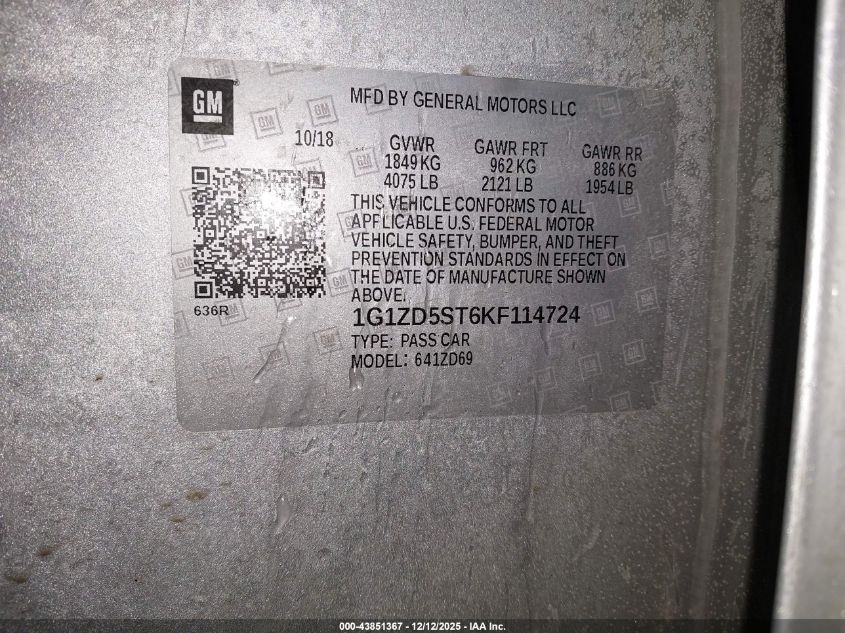 GM
MFD BY GENERAL MOTORS LLC
10/18
GVWR GAWR FRT GAWR RR
1849 KG 962 KG 886 KG
4075 LB 2121 LB 1954 LB
THIS VEHICLE CONFORMS TO ALL
APPLICABLE U.S. FEDERAL MOTOR
VEHICLE SAFETY, BUMPER, AND THEFT
PREVENTION STANDARDS IN EFFECT ON
THE DATE OF MANUFACTURE SHOWN
ABOVE.
636R
1G1ZD5ST6KF114724
TYPE: PASS CAR
MODEL: 641ZD69
000-43851367 - 12/12/2025 - IAA Inc.